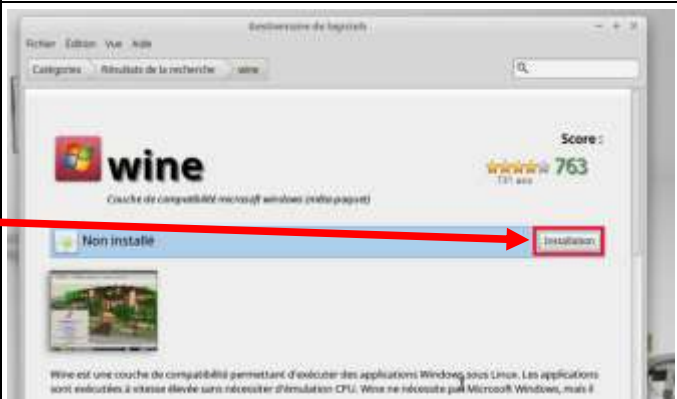 Gestionnaire de logiciels
Fichier Édition Vue Aide
Catégories Résultats de la recherche wine
Score :
wine
763
131 avis
Couche de compatibilité microsoft windows (méta-paquet)
Non installé
Installation
Wine est une couche de compatibilité permettant d'exécuter des applications Windows sous Linux. Les applications
sont exécutées à vitesse élevée sans nécessiter d'émulation CPU. Wine ne nécessite pas Microsoft Windows, mais il